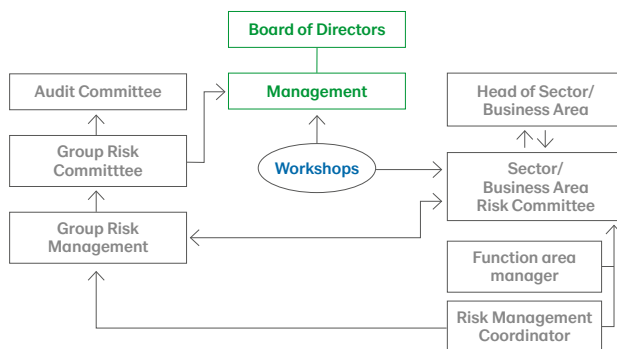 Board of Directors
Audit Committee
Management
Head of Sector/
Business Area
Group Risk
Committtee
Workshops
Sector/
Business Area
Risk Committee
Group Risk
Management
Function area
manager
Risk Management
Coordinator